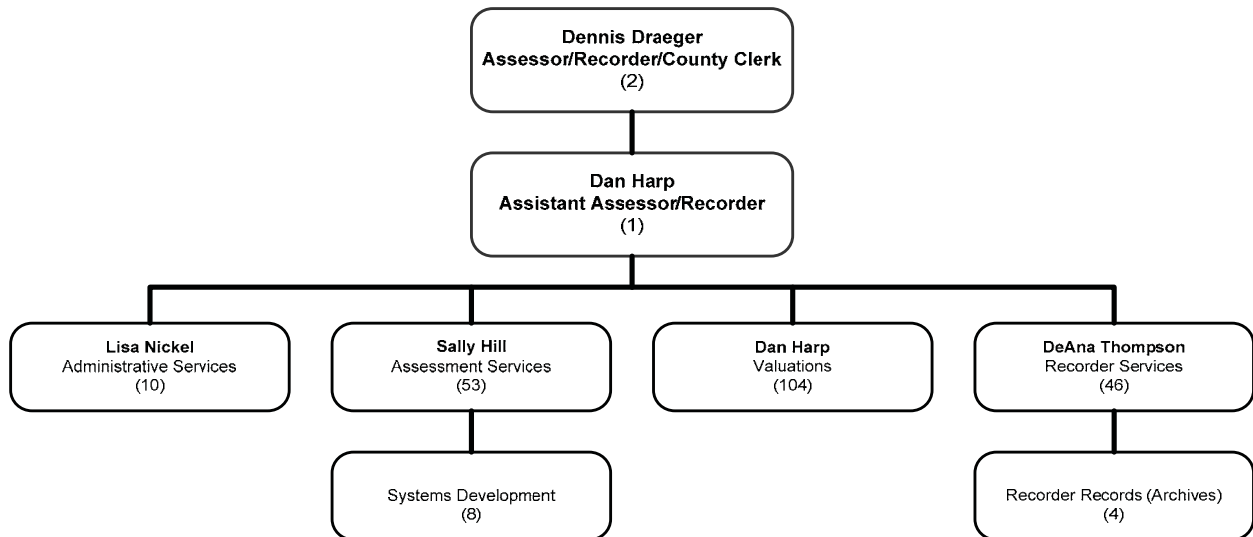 Dennis Draeger
Assessor/Recorder/County Clerk
(2)
Dan Harp
Assistant Assessor/Recorder
(1)
Lisa Nickel
Administrative Services
(10)
Sally Hill
Assessment Services
(53)
Dan Harp
Valuations
(104)
DeAna Thompson
Recorder Services
(46)
Systems Development
(8)
Recorder Records (Archives)
(4)